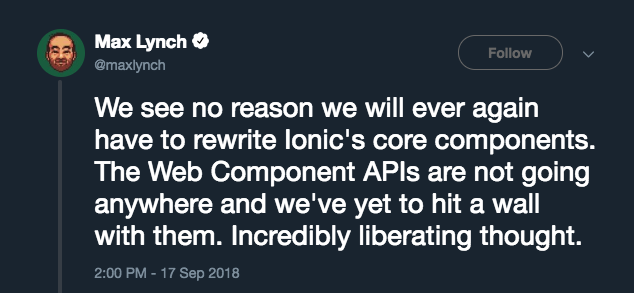 Max Lynch
@maxlynch
Follow
We see no reason we will ever again
have to rewrite Ionic's core components.
The Web Component APIs are not going
anywhere and we've yet to hit a wall
with them. Incredibly liberating thought.
2:00 PM - 17 Sep 2018